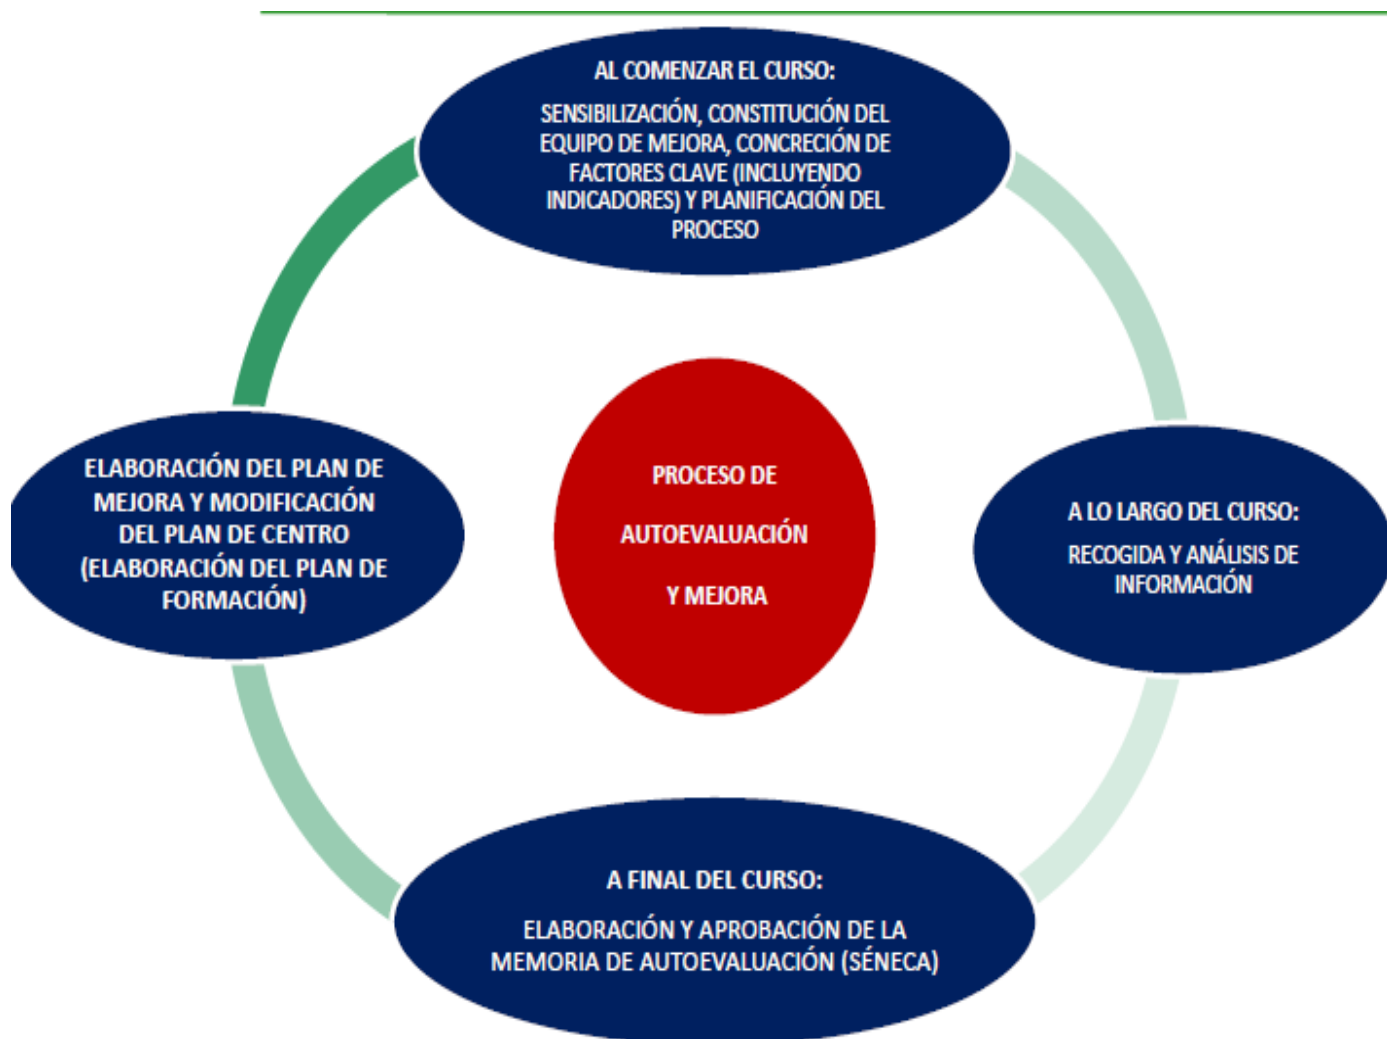 AL COMENZAR EL CURSO:
SENSIBILIZACIÓN, CONSTITUCIÓN DEL
EQUIPO DE MEJORA, CONCRECIÓN DE
FACTORES CLAVE (INCLUYENDO
INDICADORES) Y PLANIFICACIÓN DEL
PROCESO
A LO LARGO DEL CURSO:
RECOGIDA Y ANÁLISIS DE
INFORMACIÓN
A FINAL DEL CURSO:
ELABORACIÓN Y APROBACIÓN DE LA
MEMORIA DE AUTOEVALUACIÓN (SÉNECA)
ELABORACIÓN DEL PLAN DE
MEJORA Y MODIFICACIÓN
DEL PLAN DE CENTRO
(ELABORACIÓN DEL PLAN DE
FORMACIÓN)
PROCESO DE
AUTOEVALUACIÓN
Y MEJORA